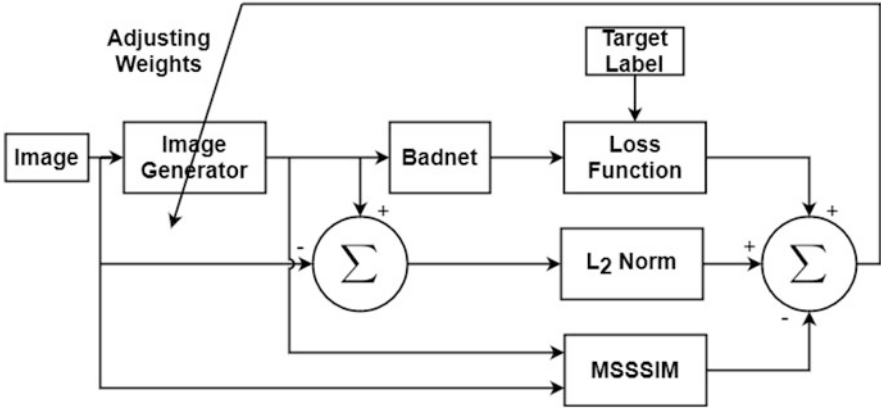 Adjusting
Weights
Target
Label
Image
Image
Generator
Badnet
Loss
Function
+
+
-
Σ
L2 Norm
+
Σ
-
MSSSIM